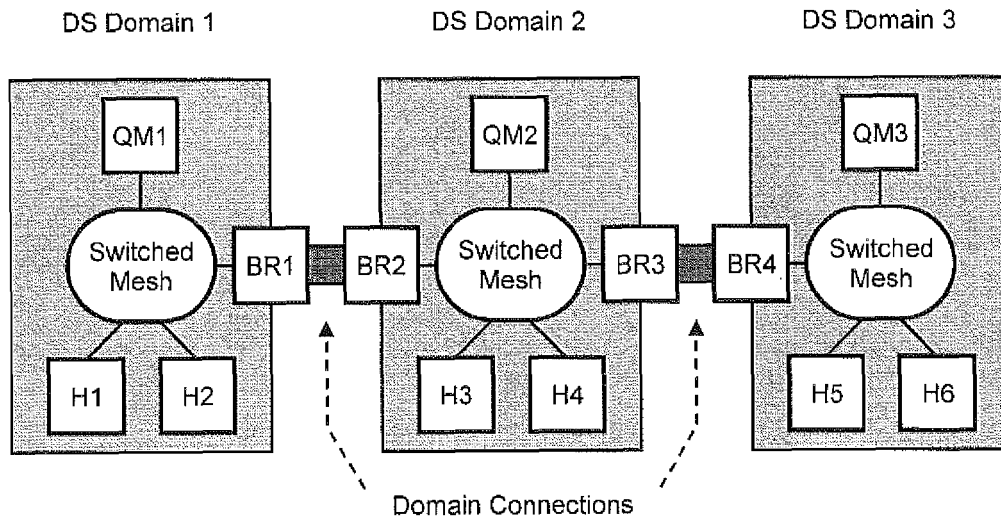 DS Domain 1
DS Domain 2
DS Domain 3
QM1
QM2
QM3
Switched
Mesh
BR1
BR2
Switched
Mesh
BR3
BR4
Switched
Mesh
H1
H2
H3
H4
H5
H6
Domain Connections